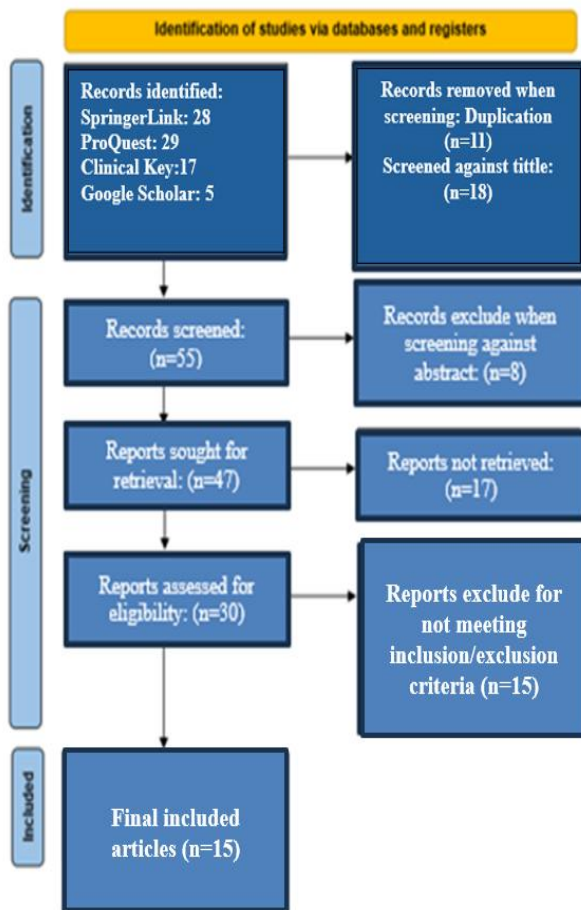 Identification of studies via databases and registers
Identification
Records identified:
SpringerLink: 28
ProQuest: 29
Clinical Key:17
Google Scholar: 5
Records removed when
screening: Duplication
(n=11)
Screened against tittle:
(n=18)
Screening
Records screened:
(n=55)
Records exclude when
screening against
abstract: (n=8)
Reports sought for
retrieval: (n=47)
Reports not retrieved:
(n=17)
Reports assessed for
eligibility: (n=30)
Reports exclude for
not meeting
inclusion/exclusion
criteria (n=15)
Included
Final included
articles (n=15)